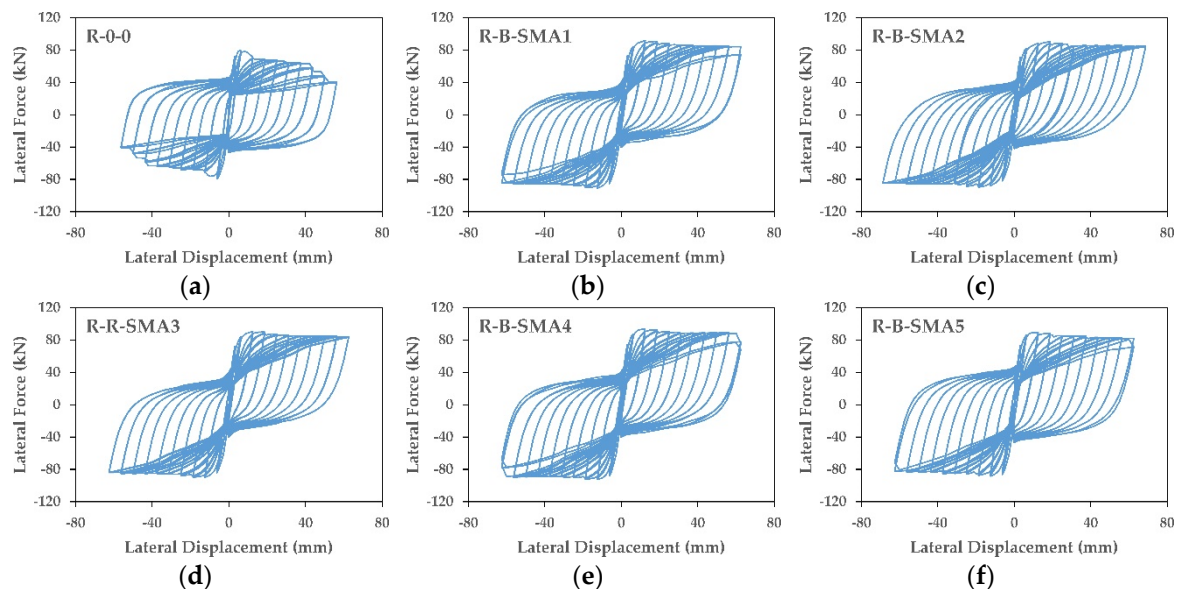 R-0-0
120
80
40
0
-40
-80
-120
-80 -40 0 40 80
Lateral Force (kN)
Lateral Displacement (mm)
(a)
R-B-SMA1
120
80
40
0
-40
-80
-120
-80 -40 0 40 80
Lateral Force (kN)
Lateral Displacement (mm)
(b)
R-B-SMA2
120
80
40
0
-40
-80
-120
-80 -40 0 40 80
Lateral Force (kN)
Lateral Displacement (mm)
(c)
R-R-SMA3
120
80
40
0
-40
-80
-120
-80 -40 0 40 80
Lateral Force (kN)
Lateral Displacement (mm)
(d)
R-B-SMA4
120
80
40
0
-40
-80
-120
-80 -40 0 40 80
Lateral Force (kN)
Lateral Displacement (mm)
(e)
R-B-SMA5
120
80
40
0
-40
-80
-120
-80 -40 0 40 80
Lateral Force (kN)
Lateral Displacement (mm)
(f)